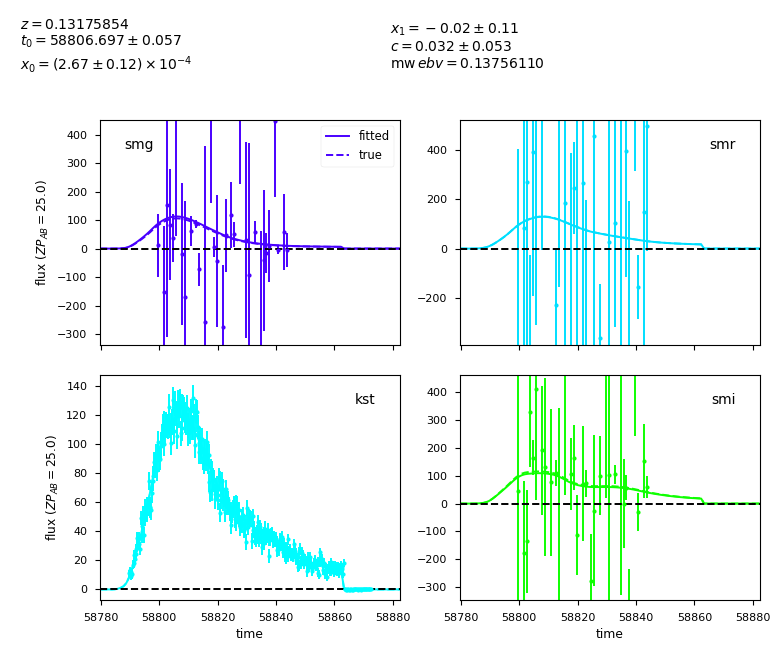 z = 0.13175854
t₀ = 58806.697 ± 0.057
x₀ = (2.67 ± 0.12) × 10⁻⁴
x₁ = −0.02 ± 0.11
c = 0.032 ± 0.053
mw ebv = 0.13756110
smg
fitted
true
400
300
200
100
0
−100
−200
−300
flux (ZP_AB = 25.0)
smr
400
200
0
−200
kst
140
120
100
80
60
40
20
0
flux (ZP_AB = 25.0)
58780 58800 58820 58840 58860 58880
time
smi
400
300
200
100
0
−100
−200
−300
58780 58800 58820 58840 58860 58880
time